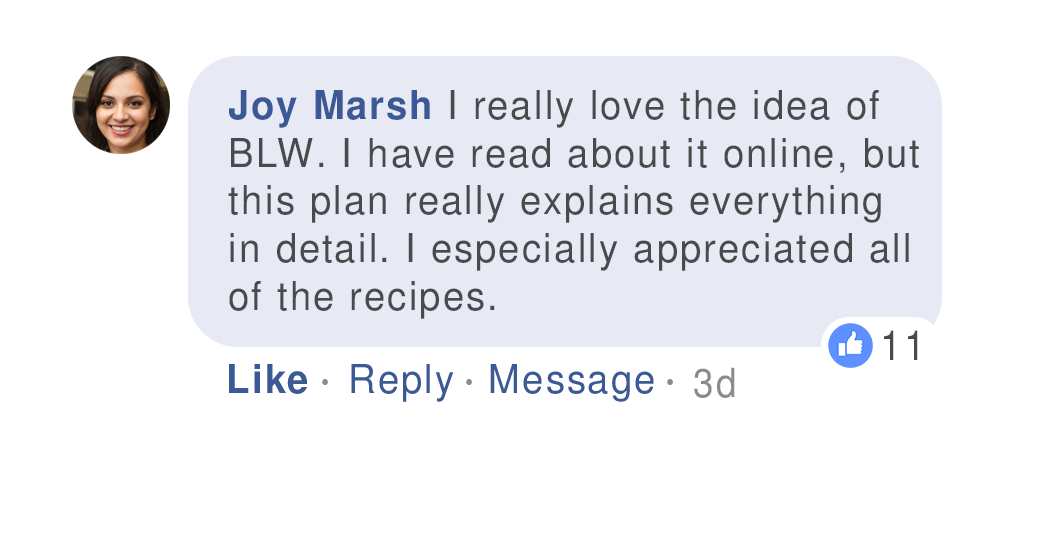 Joy Marsh I really love the idea of
BLW. I have read about it online, but
this plan really explains everything
in detail. I especially appreciated all
of the recipes.
11
Like · Reply · Message · 3d